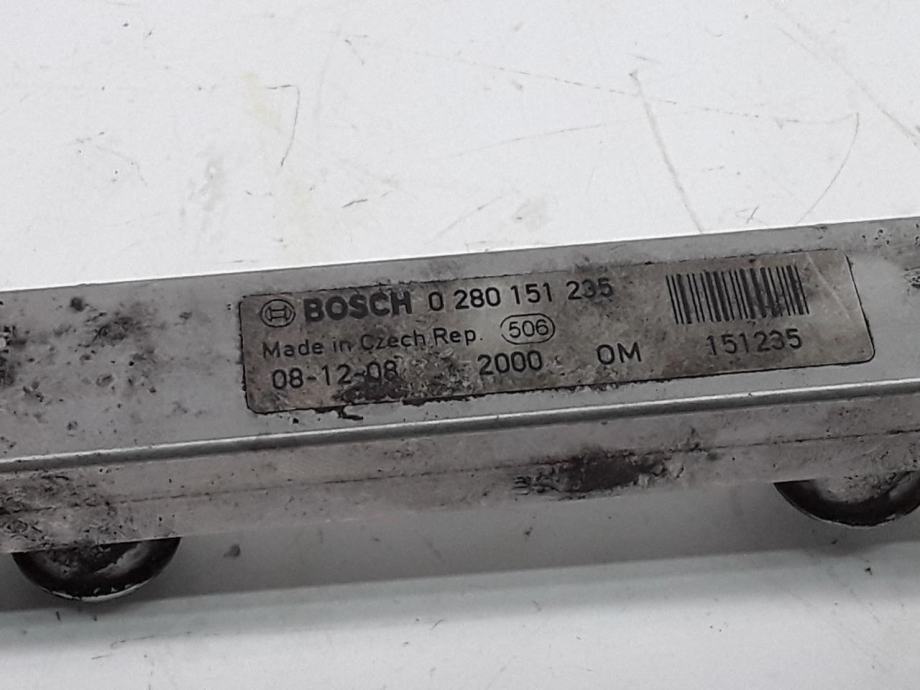 BOSCH 0 280 151 235
Made in Czech Rep. 506
08-12-08 2000 OM 151235